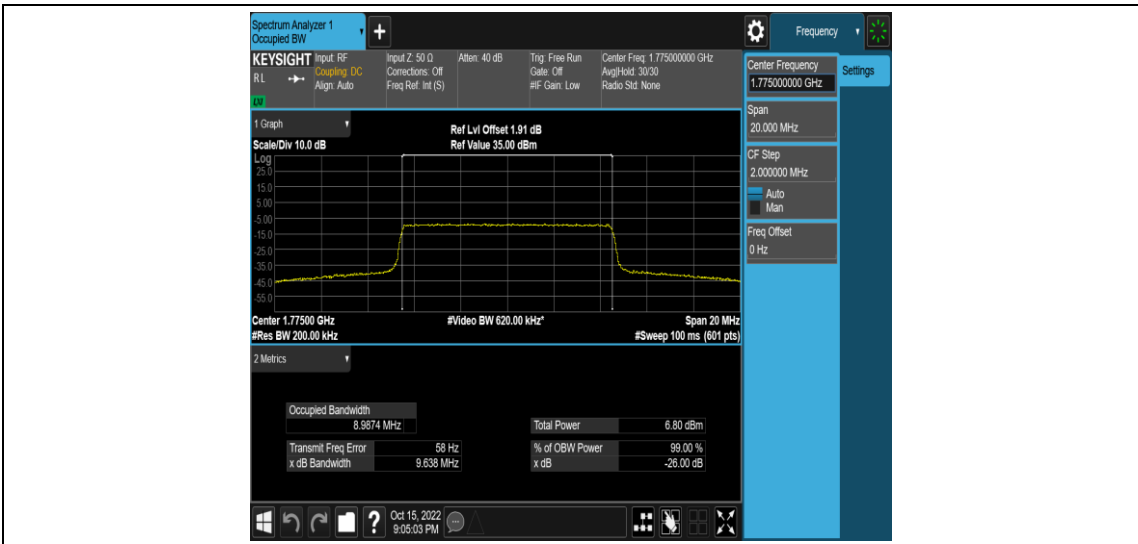 Spectrum Analyzer 1
Occupied BW
+
Frequency
KEYSIGHT Input: RF Input Z: 50 Ω Atten: 40 dB Trig: Free Run Center Freq: 1.775000000 GHz
RL Coupling: DC Corrections: Off Gate: Off Avg|Hold: 30/30
Align: Auto Freq Ref: Int (S) #IF Gain: Low Radio Std: None
LXI
Center Frequency
1.775000000 GHz
Settings
Span
20.000 MHz
CF Step
2.000000 MHz
Auto
Man
Freq Offset
0 Hz
1 Graph
Ref Lvl Offset 1.91 dB
Scale/Div 10.0 dB Ref Value 35.00 dBm
Log
25.0
15.0
5.00
-5.00
-15.0
-25.0
-35.0
-45.0
-55.0
Center 1.77500 GHz #Video BW 620.00 kHz* Span 20 MHz
#Res BW 200.00 kHz #Sweep 100 ms (601 pts)
2 Metrics
Occupied Bandwidth
8.9874 MHz Total Power 6.80 dBm
Transmit Freq Error 58 Hz % of OBW Power 99.00 %
x dB Bandwidth 9.638 MHz x dB -26.00 dB
? Oct 15, 2022
9:05:03 PM